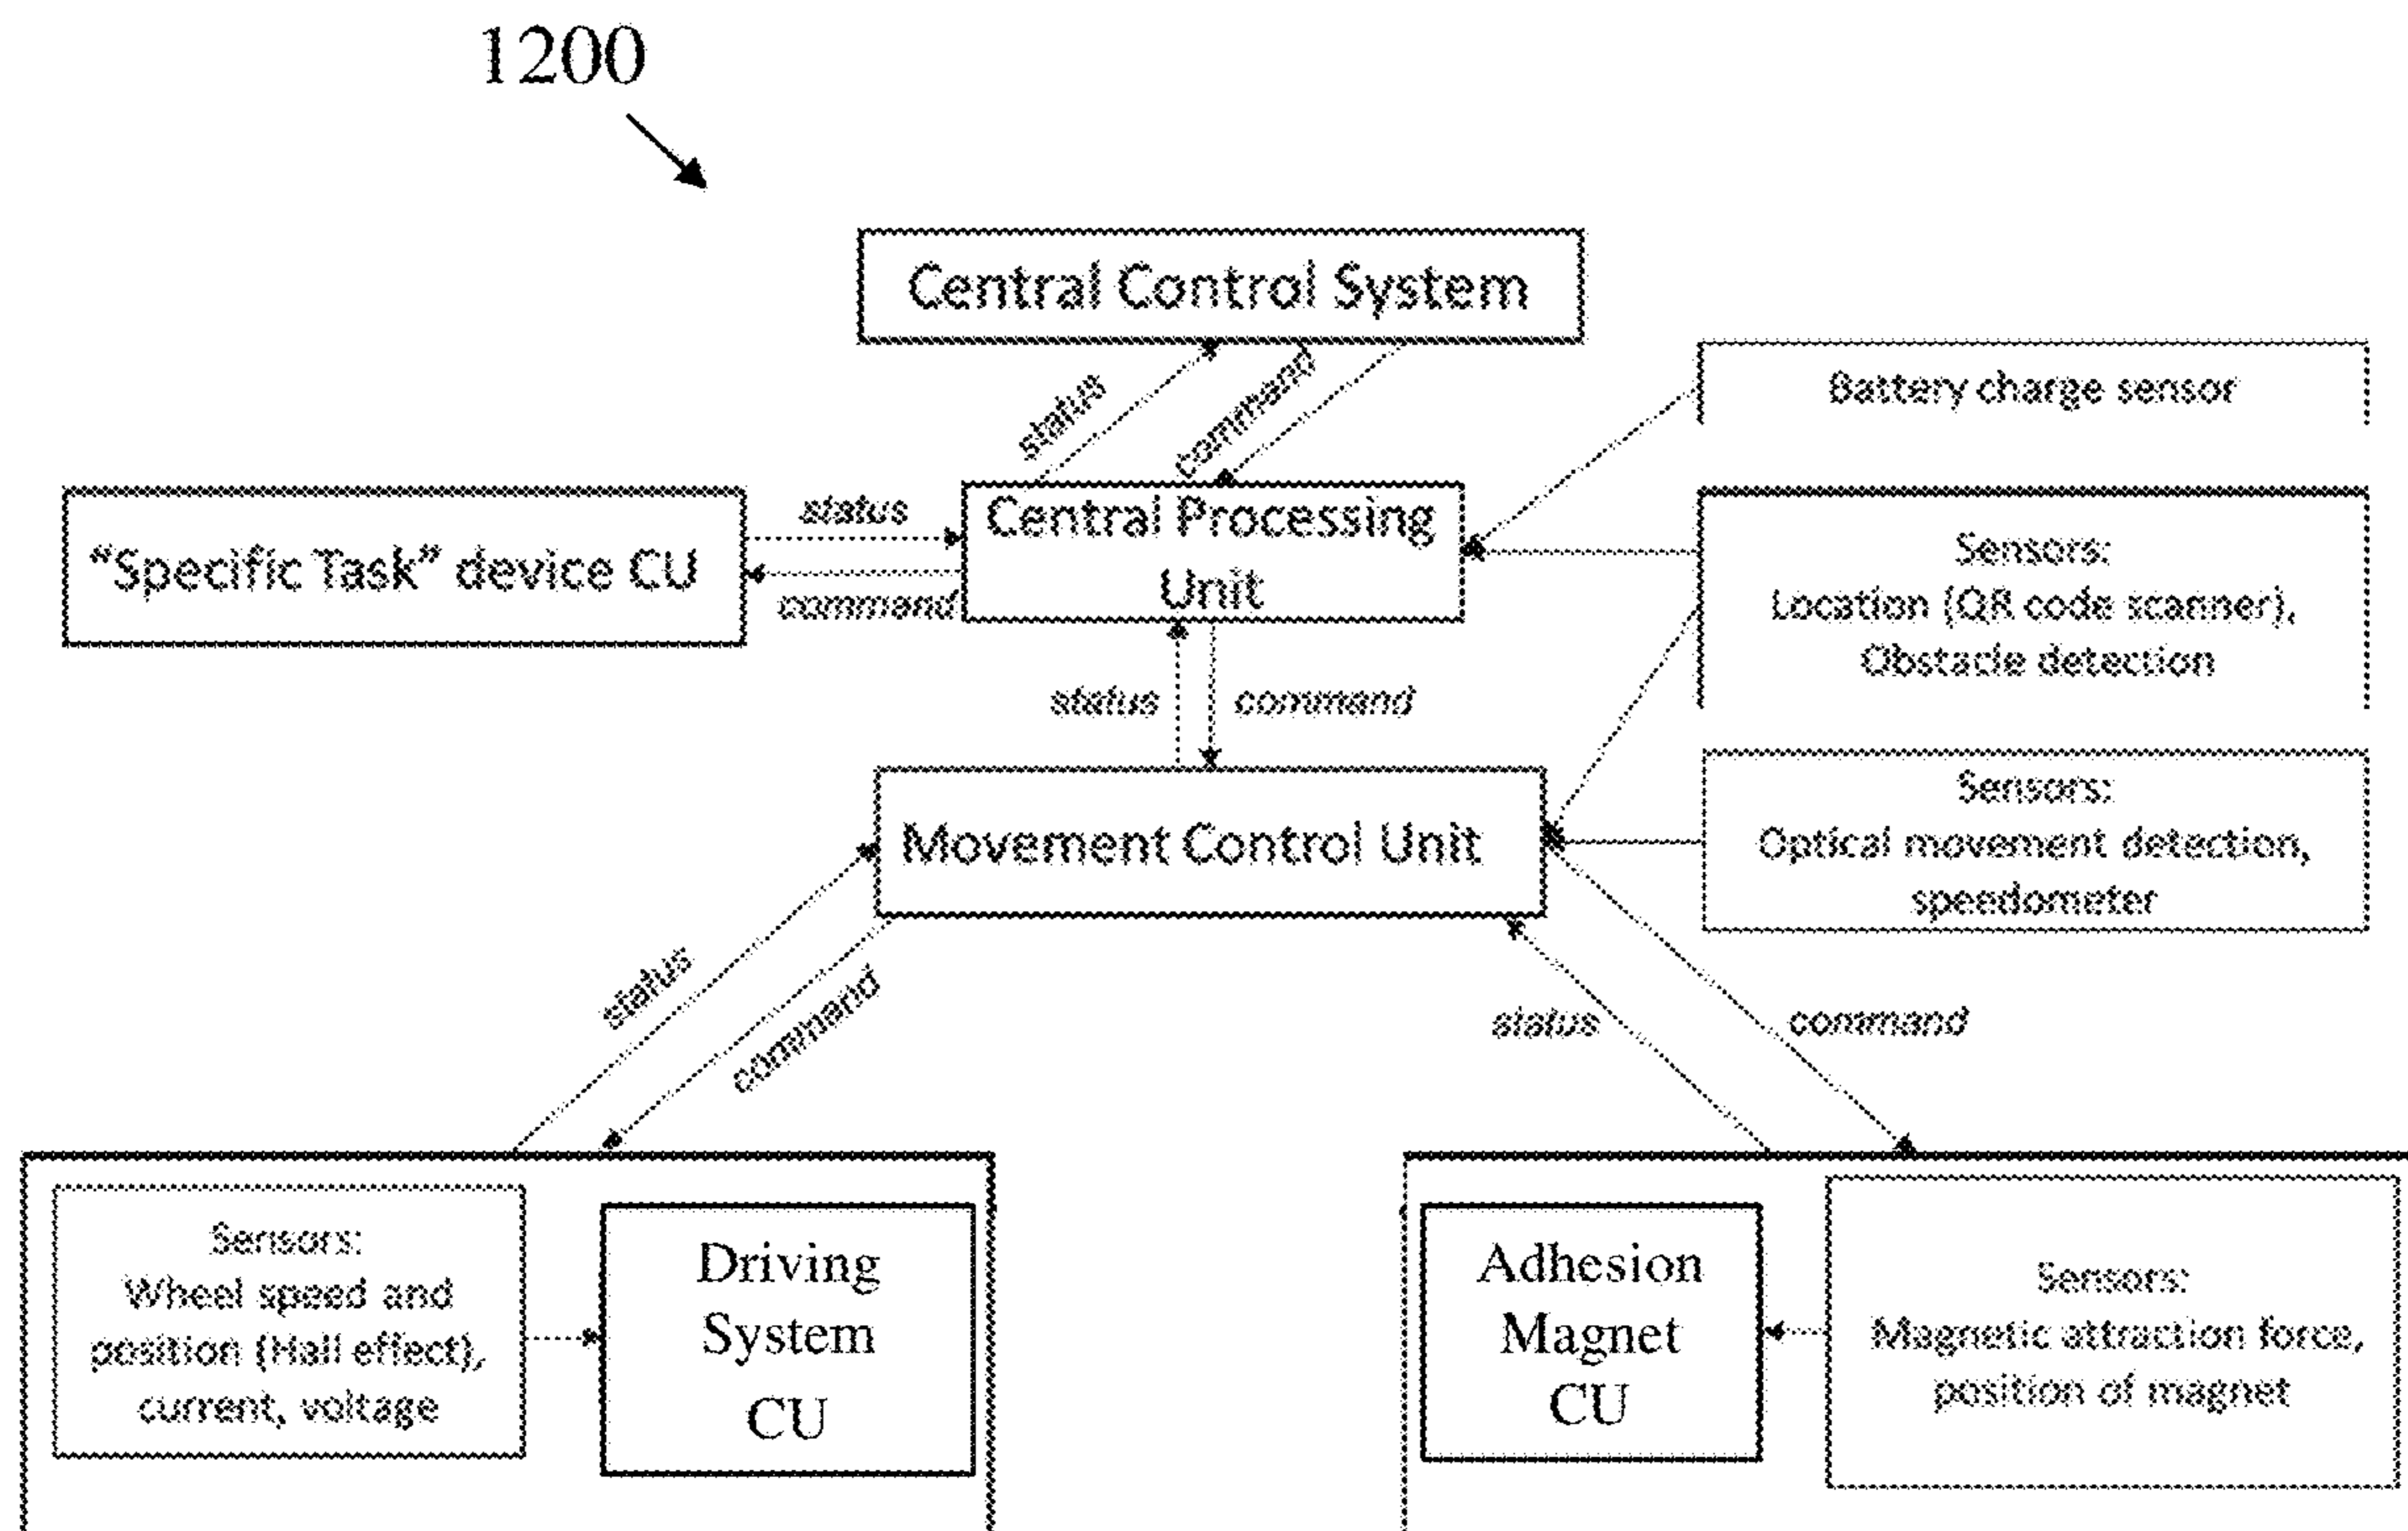 1200
Central Control System
status
command
Battery charge sensor
"Specific Task" device CU
status
command
Central Processing
Unit
Sensors:
Location (QR code scanner),
Obstacle detection
status
command
Movement Control Unit
Sensors:
Optical movement detection,
speedometer
status
command
status
command
Sensors:
Wheel speed and
position (Hall effect),
current, voltage
Driving
System
CU
Adhesion
Magnet
CU
Sensors:
Magnetic attraction force,
position of magnet